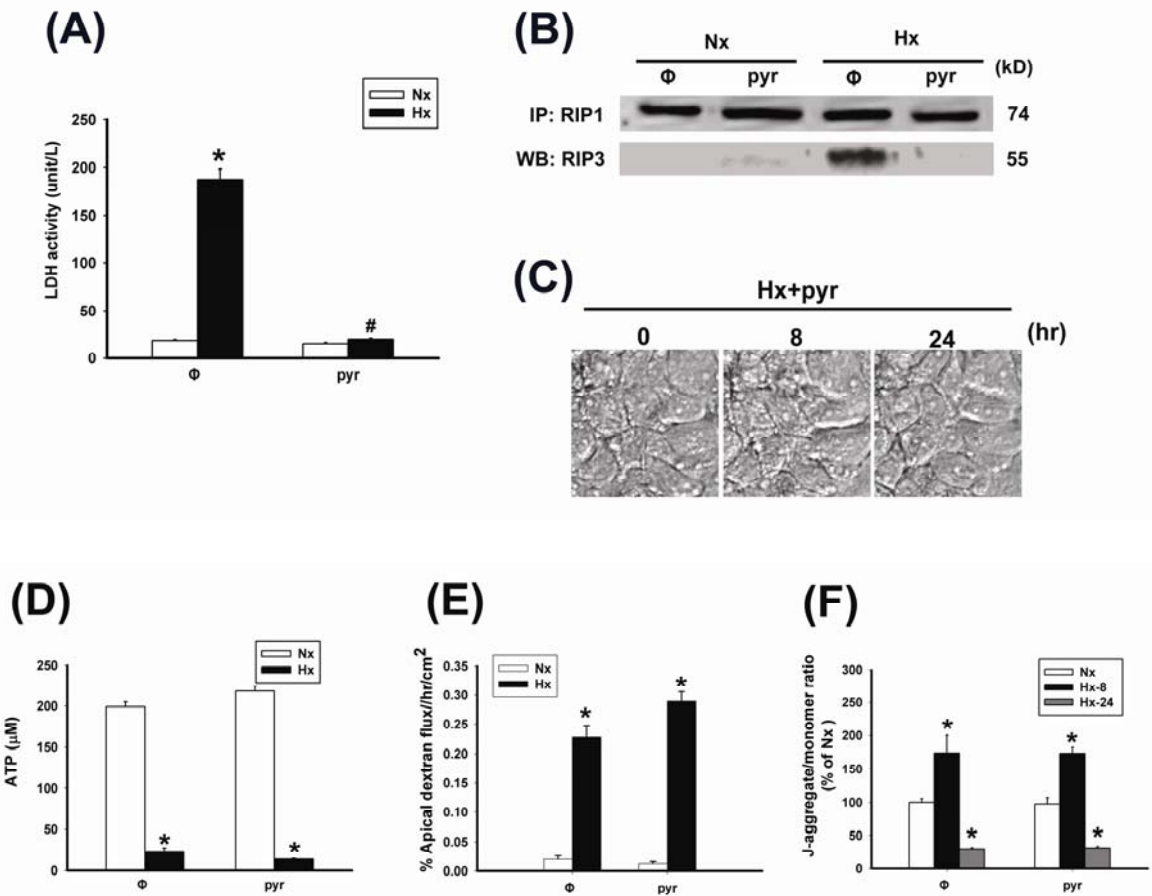 (A)
Nx
Hx
250
200
150
100
50
0
LDH activity (unit/L)
*
#
Φ pyr
(B)
Nx Hx
Φ pyr Φ pyr (kD)
IP: RIP1 74
WB: RIP3 55
(C)
Hx+pyr
0 8 24 (hr)
(D)
Nx
Hx
250
200
150
100
50
0
ATP (μM)
* *
Φ pyr
(E)
Nx
Hx
0.35
0.30
0.25
0.20
0.15
0.10
0.05
0.00
% Apical dextran flux//hr/cm2
* *
Φ pyr
(F)
Nx
Hx-8
Hx-24
300
250
200
150
100
50
0
J-aggregate/monomer ratio
(% of Nx )
* *
* *
Φ pyr